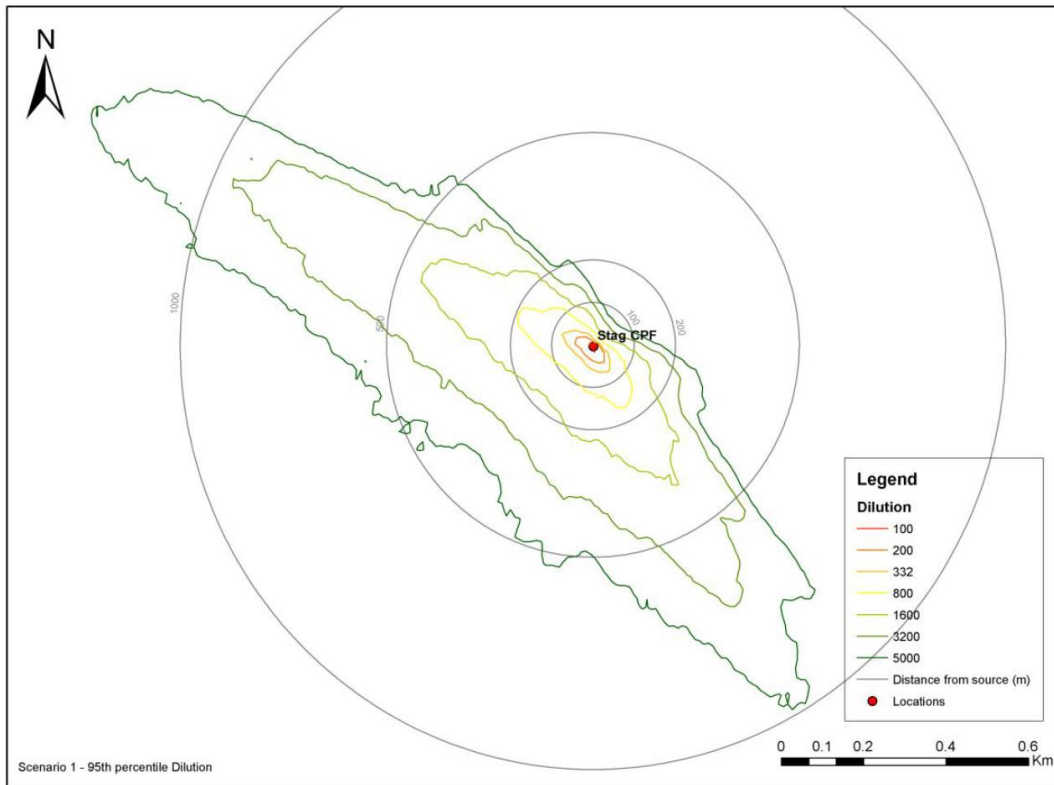 N
1000
500
100
200
Stag CPF
Legend
Dilution
100
200
332
800
1600
3200
5000
Distance from source (m)
Locations
0 0.1 0.2 0.4 0.6
Km
Scenario 1 - 95th percentile Dilution